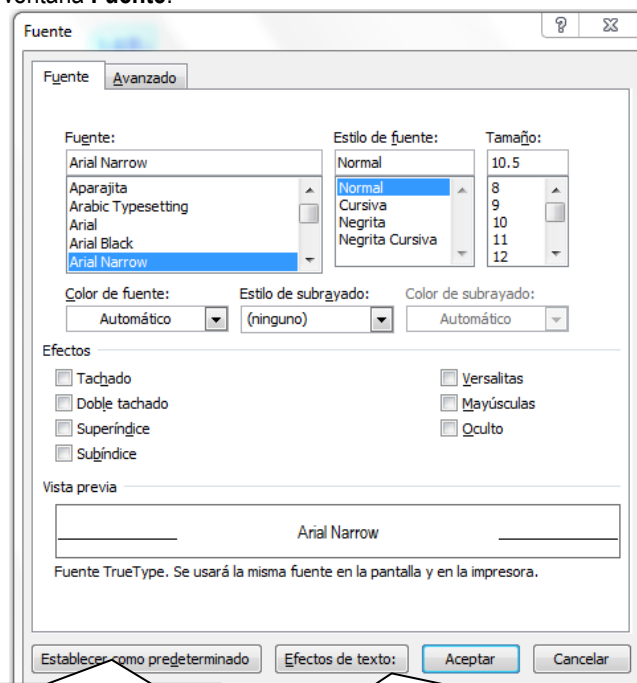 ventana Fuente.
Fuente
Fuente Avanzado
Fuente: Estilo de fuente: Tamaño:
Arial Narrow Normal 10.5
Aparajita Normal 8
Arabic Typesetting Cursiva 9
Arial Negrita 10
Arial Black Negrita Cursiva 11
Arial Narrow 12
Color de fuente: Estilo de subrayado: Color de subrayado:
Automático (ninguno) Automático
Efectos
Tachado Versalitas
Doble tachado Mayúsculas
Superíndice Oculto
Subíndice
Vista previa
Arial Narrow
Fuente TrueType. Se usará la misma fuente en la pantalla y en la impresora.
Establecer como predeterminado Efectos de texto: Aceptar Cancelar